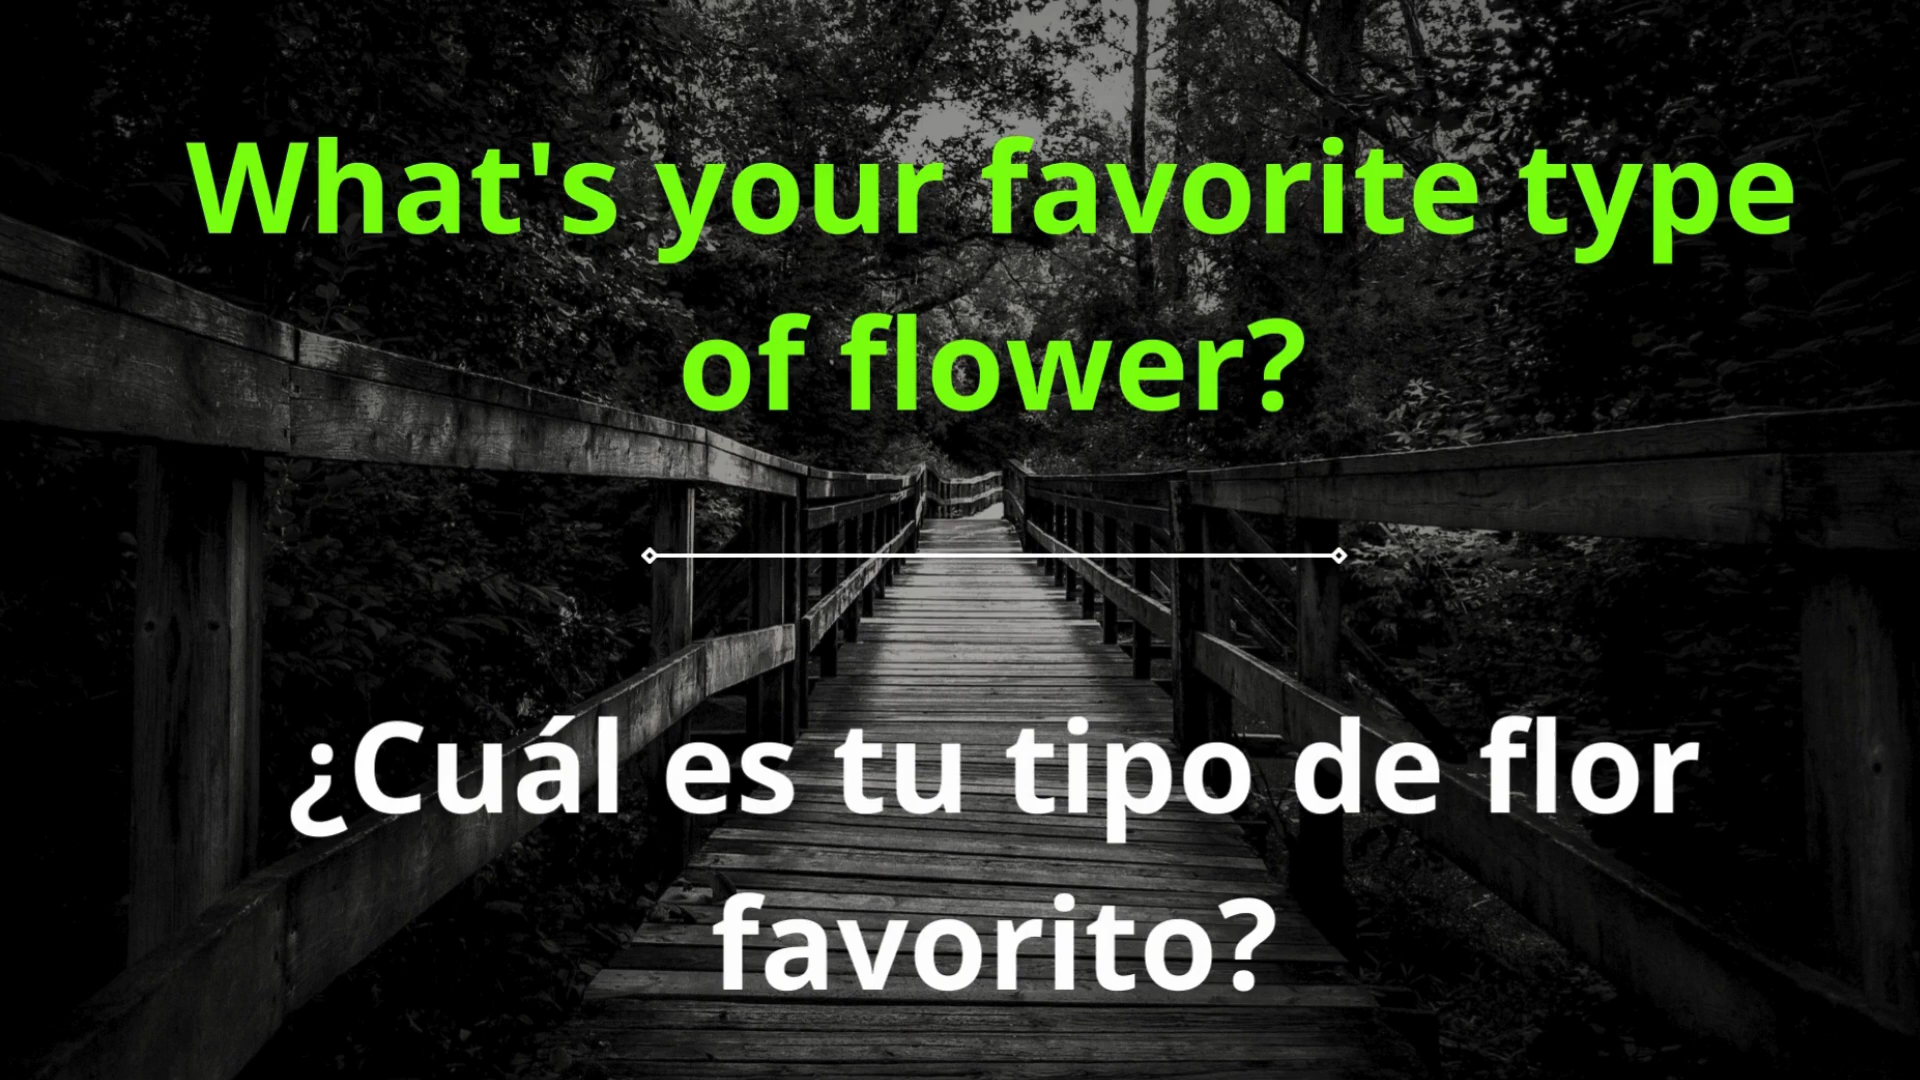 What's your favorite type
of flower?
¿Cuál es tu tipo de flor
favorito?